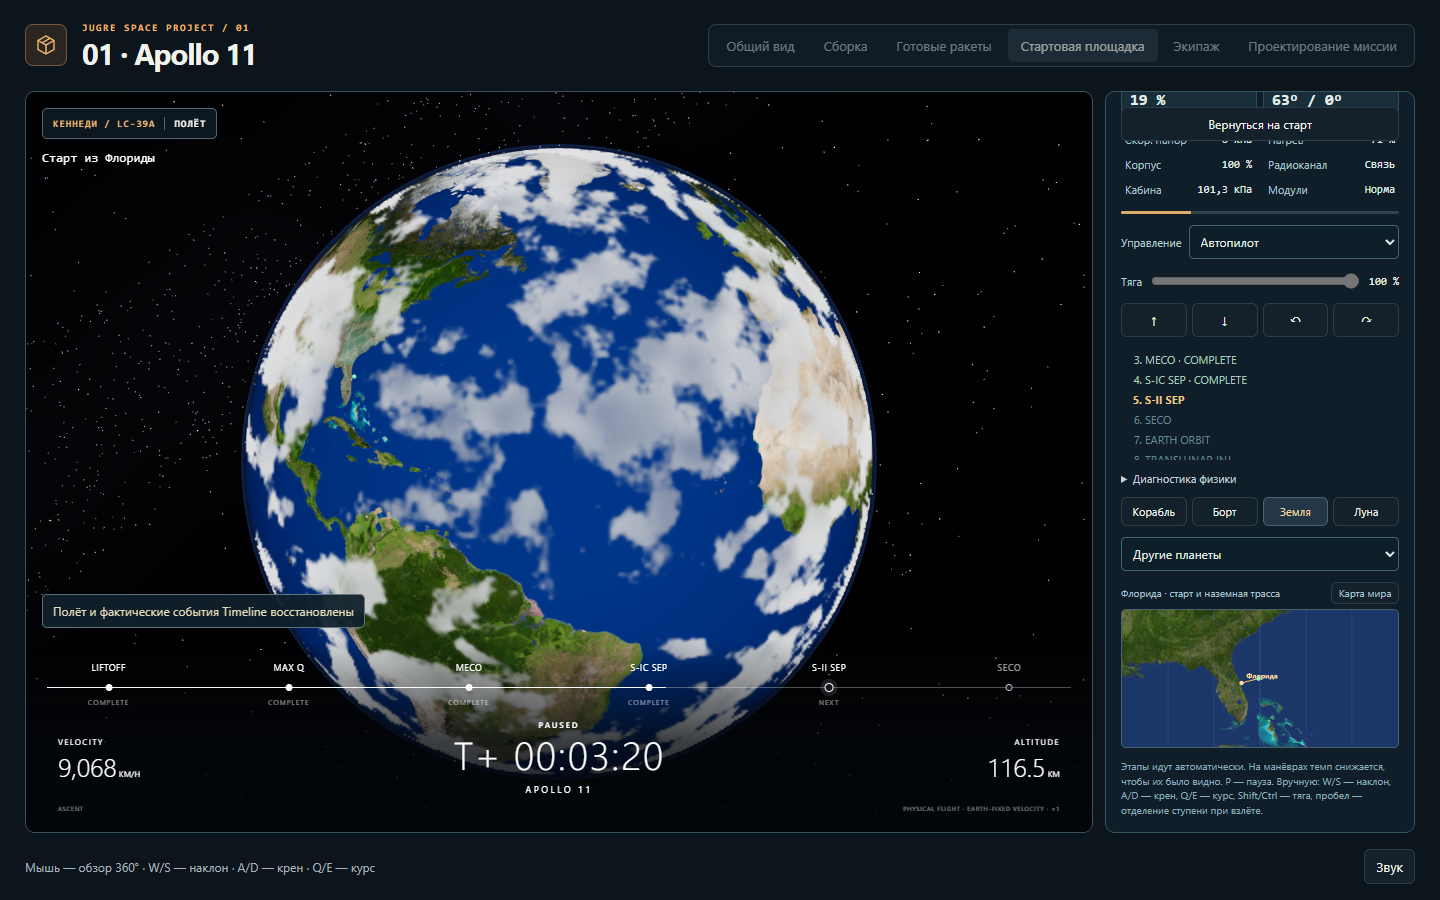 JUGRE SPACE PROJECT / 01
01 · Apollo 11
Общий вид
Сборка
Готовые ракеты
Стартовая площадка
Экипаж
Проектирование миссии
КЕННЕДИ / LC-39A
ПОЛЁТ
Старт из Флориды
Полёт и фактические события Timeline восстановлены
LIFTOFF
MAX Q
MECO
S-IC SEP
S-II SEP
SECO
COMPLETE
COMPLETE
COMPLETE
COMPLETE
NEXT
PAUSED
VELOCITY
9,068 КМ/Н
T+ 00:03:20
ALTITUDE
116.5 КМ
APOLLO 11
ASCENT
PHYSICAL FLIGHT · EARTH-FIXED VELOCITY · ×1
19 %
63° / 0°
Вернуться на старт
Корпус 100 %
Радиоканал Связь
Кабина 101,3 кПа
Модули Норма
Управление
Автопилот
Тяга
100 %
↑
↓
3. MECO · COMPLETE
4. S-IC SEP · COMPLETE
5. S-II SEP
6. SECO
7. EARTH ORBIT
Диагностика физики
Корабль
Борт
Земля
Луна
Другие планеты
Флорида · старт и наземная трасса
Карта мира
Флорида
Этапы идут автоматически. На манёврах темп снижается,
чтобы их было видно. P — пауза. Вручную: W/S — наклон,
A/D — крен, Q/E — курс, Shift/Ctrl — тяга, пробел —
отделение ступени при взлёте.
Мышь — обзор 360° · W/S — наклон · A/D — крен · Q/E — курс
Звук